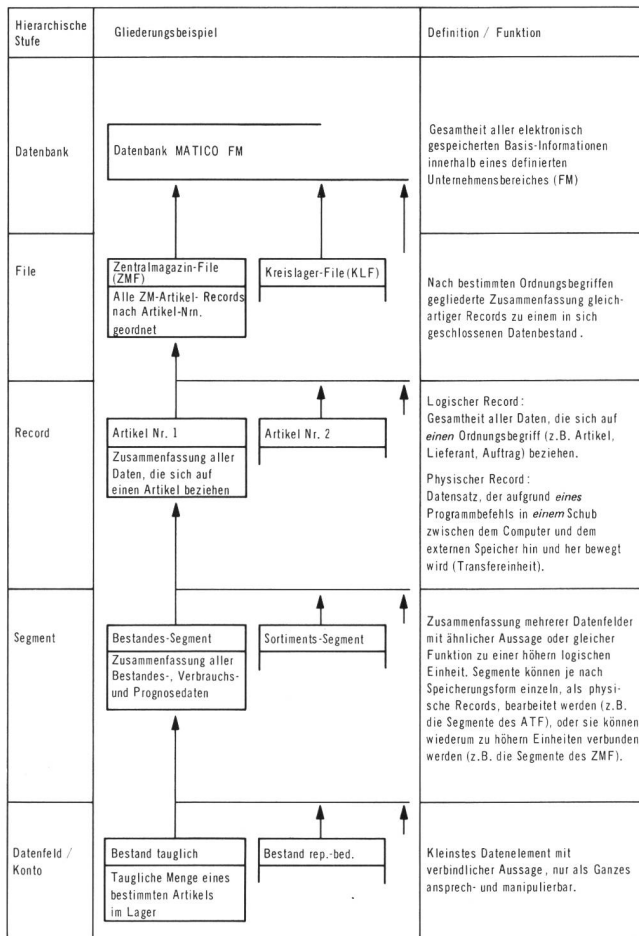 Hierarchische
Stufe
Gliederungsbeispiel
Definition / Funktion
Datenbank
Datenbank MATICO FM
Gesamtheit aller elektronisch
gespeicherten Basis-Informationen
innerhalb eines definierten
Unternehmensbereiches (FM)
File
Zentralmagazin-File
(ZMF)
Alle ZM-Artikel- Records
nach Artikel-Nrn.
geordnet
Kreislager-File (KLF)
Nach bestimmten Ordnungsbegriffen
gegliederte Zusammenfassung gleich-
artiger Records zu einem in sich
geschlossenen Datenbestand.
Record
Artikel Nr. 1
Zusammenfassung aller
Daten, die sich auf
einen Artikel beziehen
Artikel Nr. 2
Logischer Record:
Gesamtheit aller Daten, die sich auf
einen Ordnungsbegriff (z.B. Artikel,
Lieferant, Auftrag) beziehen.
Physischer Record:
Datensatz, der aufgrund eines
Programmbefehls in einem Schub
zwischen dem Computer und dem
externen Speicher hin und her bewegt
wird (Transfereinheit).
Segment
Bestandes-Segment
Zusammenfassung aller
Bestandes-, Verbrauchs-
und Prognosedaten
Sortiments-Segment
Zusammenfassung mehrerer Datenfelder
mit ähnlicher Aussage oder gleicher
Funktion zu einer höhern logischen
Einheit. Segmente können je nach
Speicherungsform einzeln, als physi-
sche Records, bearbeitet werden (z.B.
die Segmente des ATF), oder sie können
wiederum zu höhern Einheiten verbunden
werden (z.B. die Segmente des ZMF).
Datenfeld /
Konto
Bestand tauglich
Taugliche Menge eines
bestimmten Artikels
im Lager
Bestand rep.-bed.
Kleinstes Datenelement mit
verbindlicher Aussage, nur als Ganzes
ansprech- und manipulierbar.